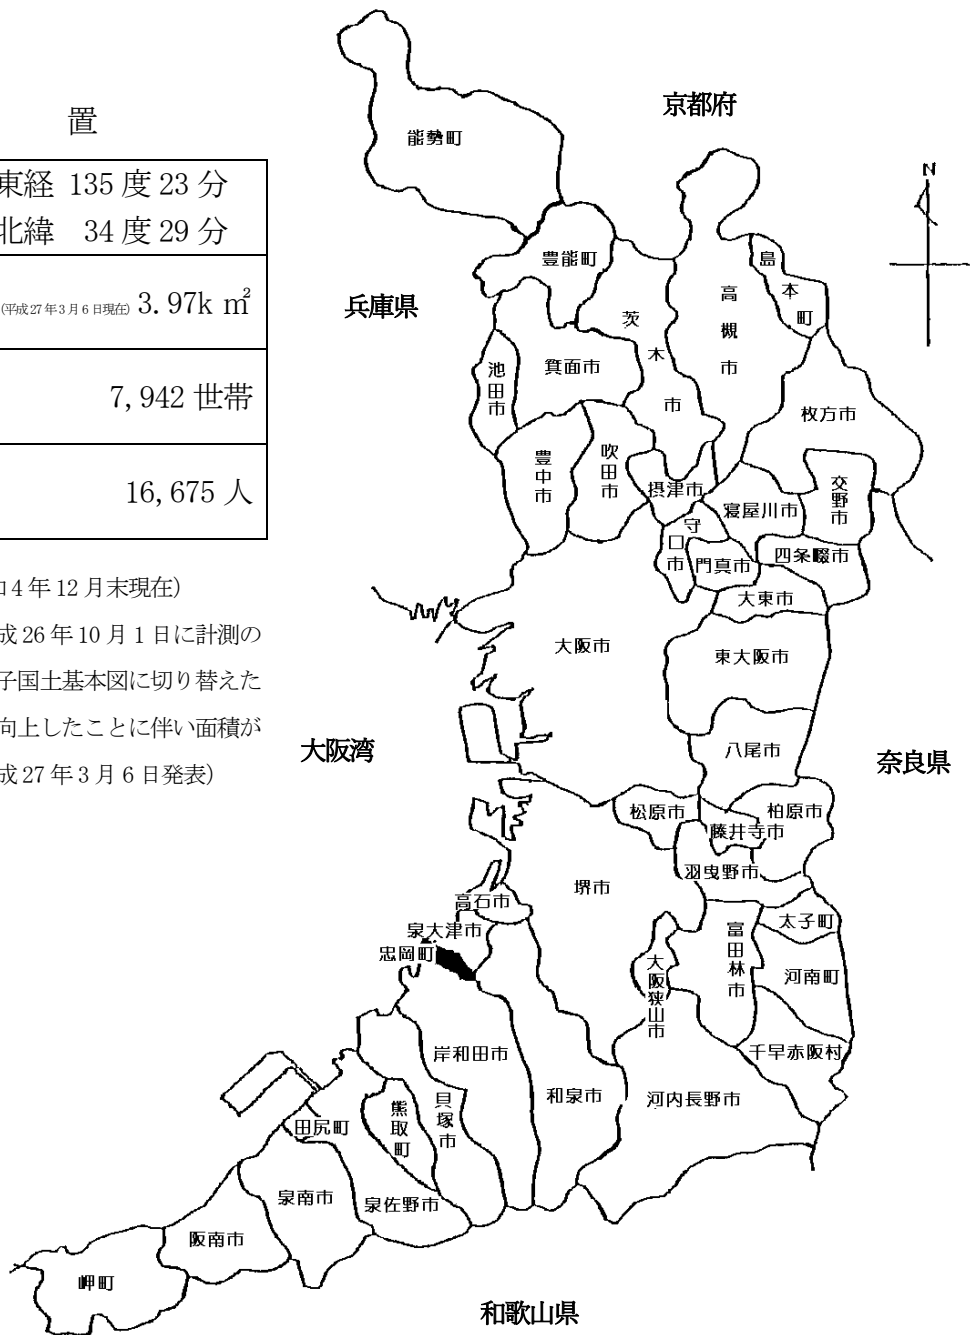 置
東経 135 度 23 分
北緯 34 度 29 分
(平成27年3月6日現在) 3.97k ㎡
7,942 世帯
16,675 人
4 年 12 月末現在)
成 26 年 10 月 1 日に計測の
子国土基本図に切り替えた
向上したことに伴い面積が
成 27 年 3 月 6 日発表)
京都府
N
能勢町
豊能町
島本町
兵庫県
茨木市
高槻市
池田市
箕面市
枚方市
豊中市
吹田市
摂津市
寝屋川市
交野市
守口市
門真市
四条畷市
大東市
大阪市
東大阪市
大阪湾
八尾市
奈良県
松原市
柏原市
藤井寺市
羽曳野市
堺市
高石市
泉大津市
忠岡町
太子町
富田林市
大阪狭山市
河南町
岸和田市
千早赤阪村
和泉市
河内長野市
貝塚市
熊取町
田尻町
泉南市
泉佐野市
阪南市
岬町
和歌山県